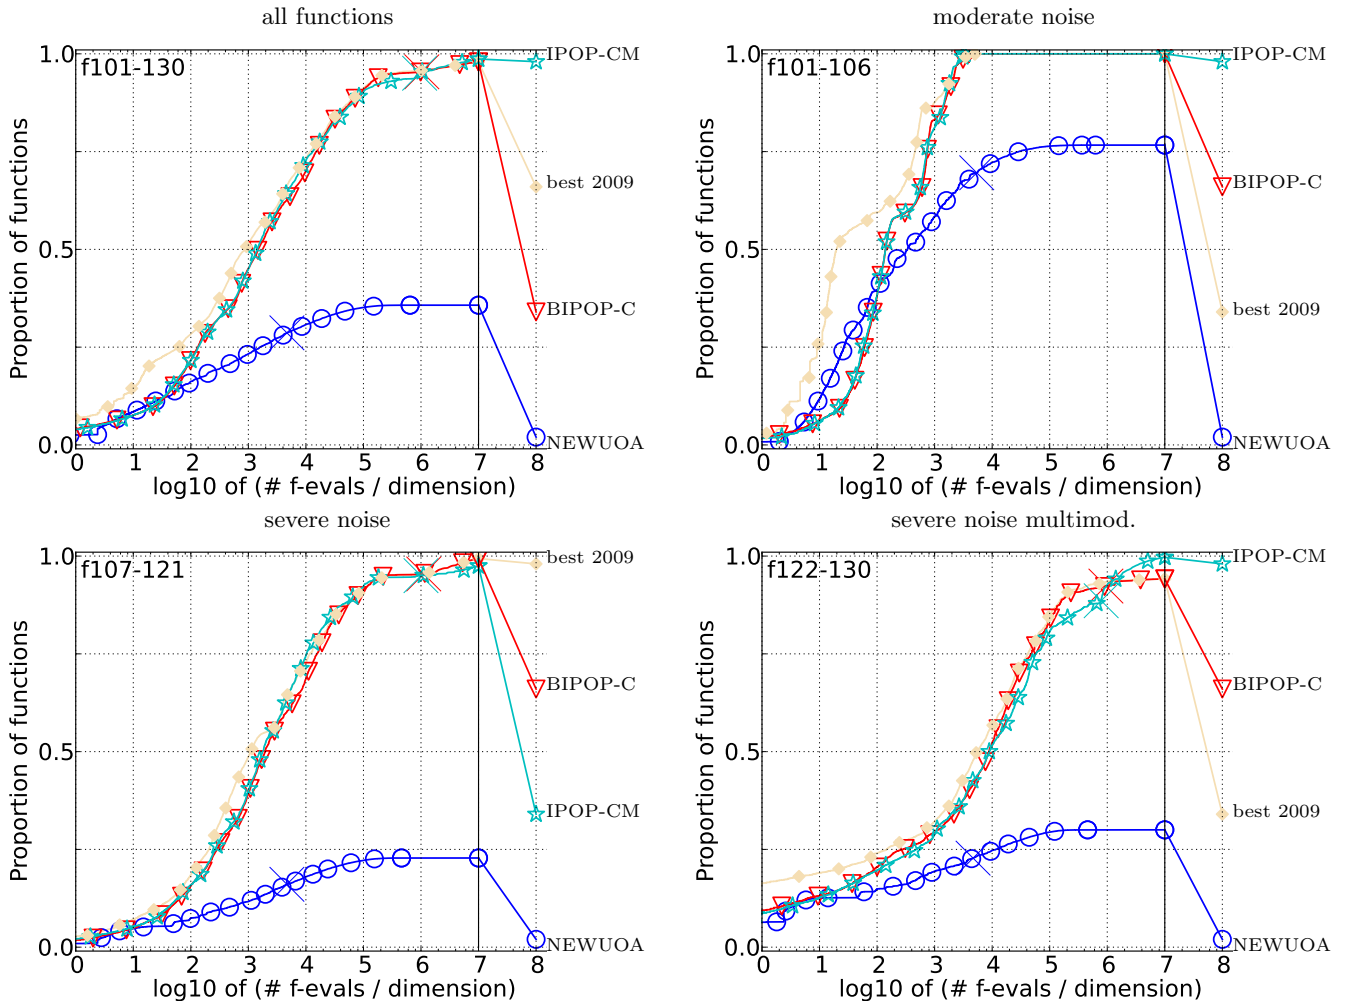 all functions
1.0
f101-130
IPOP-CM
best 2009
0.5
BIPOP-C
0.0
NEWUOA
Proportion of functions
0 1 2 3 4 5 6 7 8
log10 of (# f-evals / dimension)
moderate noise
1.0
f101-106
IPOP-CM
BIPOP-C
0.5
best 2009
0.0
NEWUOA
Proportion of functions
0 1 2 3 4 5 6 7 8
log10 of (# f-evals / dimension)
severe noise
1.0
f107-121
best 2009
BIPOP-C
0.5
IPOP-CM
0.0
NEWUOA
Proportion of functions
0 1 2 3 4 5 6 7 8
log10 of (# f-evals / dimension)
severe noise multimod.
1.0
f122-130
IPOP-CM
BIPOP-C
0.5
best 2009
0.0
NEWUOA
Proportion of functions
0 1 2 3 4 5 6 7 8
log10 of (# f-evals / dimension)